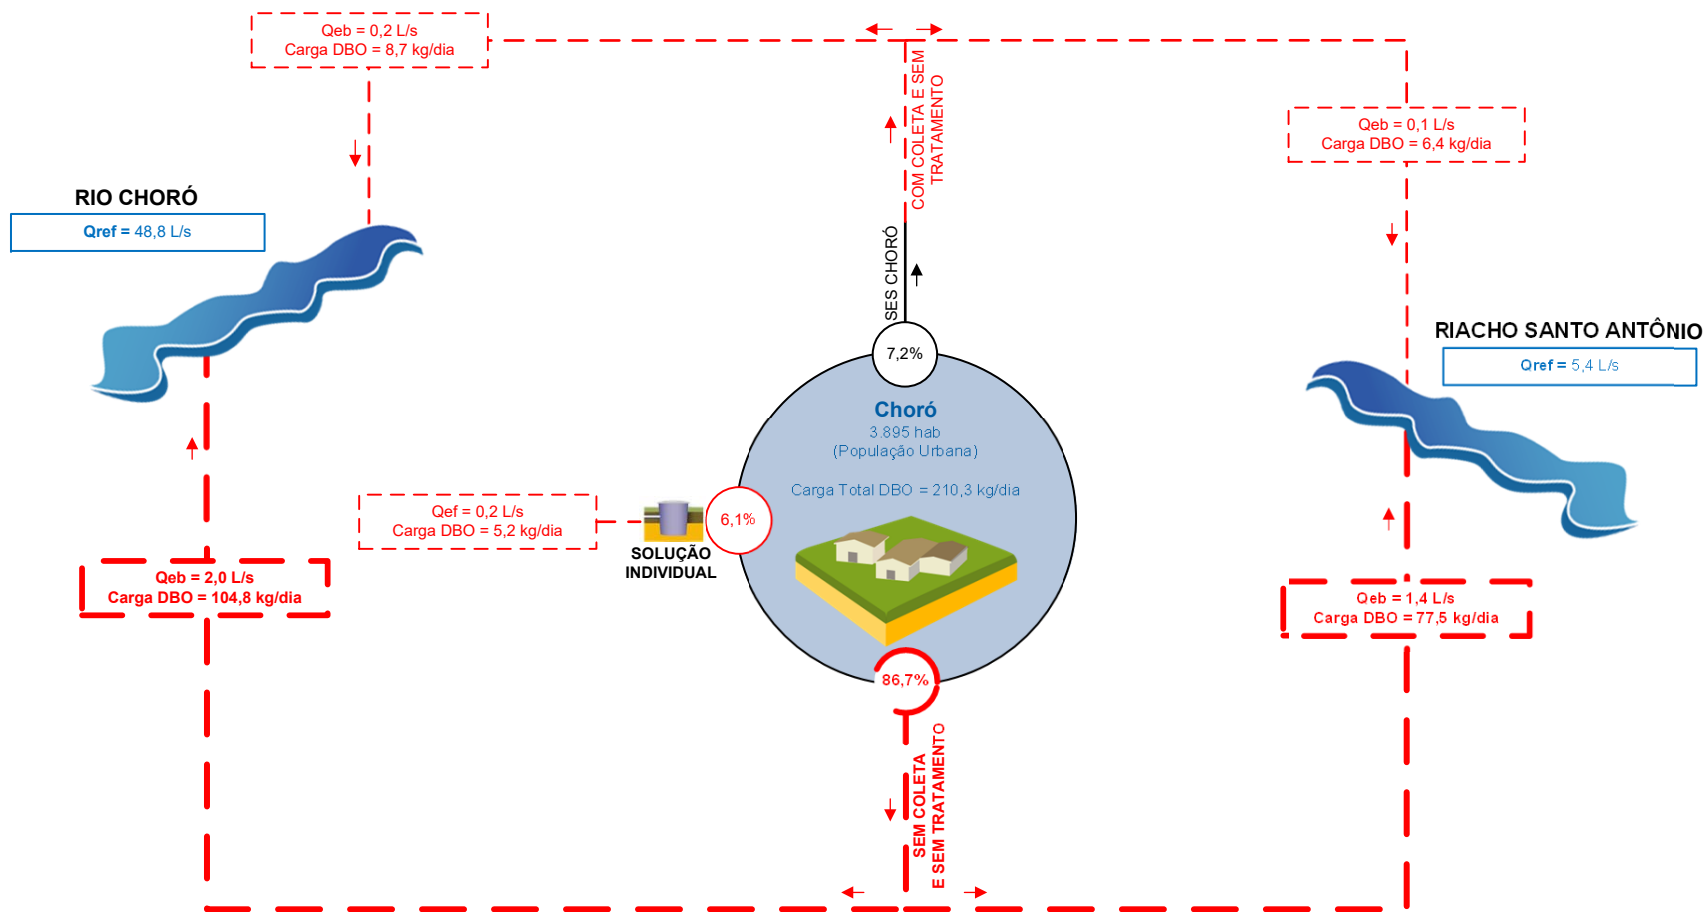 Qeb = 0,2 L/s
Carga DBO = 8,7 kg/dia
COM COLETA E SEM
TRATAMENTO
Qeb = 0,1 L/s
Carga DBO = 6,4 kg/dia
RIO CHORÓ
Qref = 48,8 L/s
SES CHORÓ
RIACHO SANTO ANTÔNIO
Qref = 5,4 L/s
7,2%
Choró
3.895 hab
(População Urbana)
Carga Total DBO = 210,3 kg/dia
Qef = 0,2 L/s
Carga DBO = 5,2 kg/dia
6,1%
SOLUÇÃO
INDIVIDUAL
Qeb = 2,0 L/s
Carga DBO = 104,8 kg/dia
Qeb = 1,4 L/s
Carga DBO = 77,5 kg/dia
86,7%
SEM COLETA
E SEM TRATAMENTO